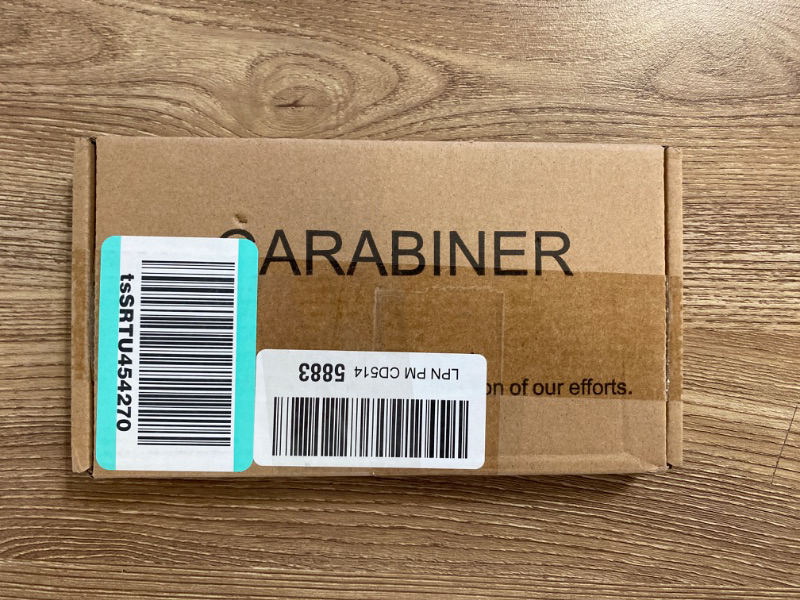 CARABINER
tsSRTU454270
LPN PM CD514 5883
on of our efforts.